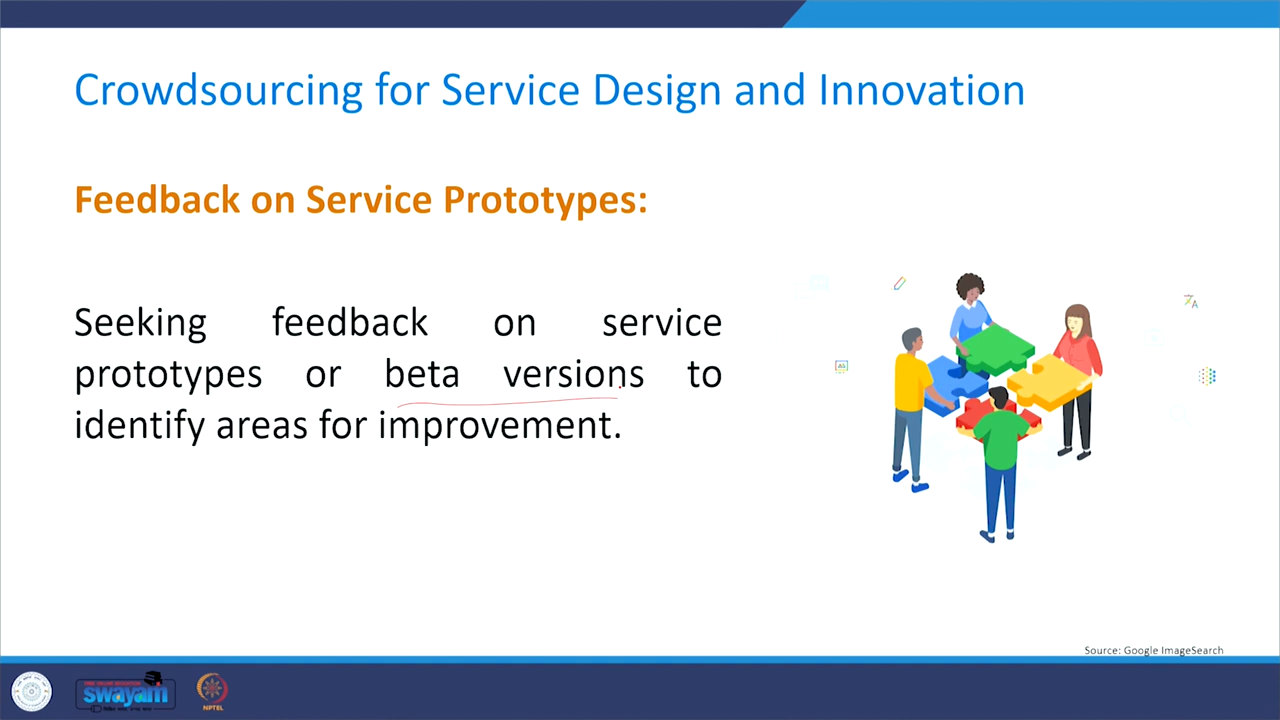 Crowdsourcing for Service Design and Innovation
Feedback on Service Prototypes:
Seeking feedback on service
prototypes or beta versions to
identify areas for improvement.
Source: Google ImageSearch
swayam
NPTEL